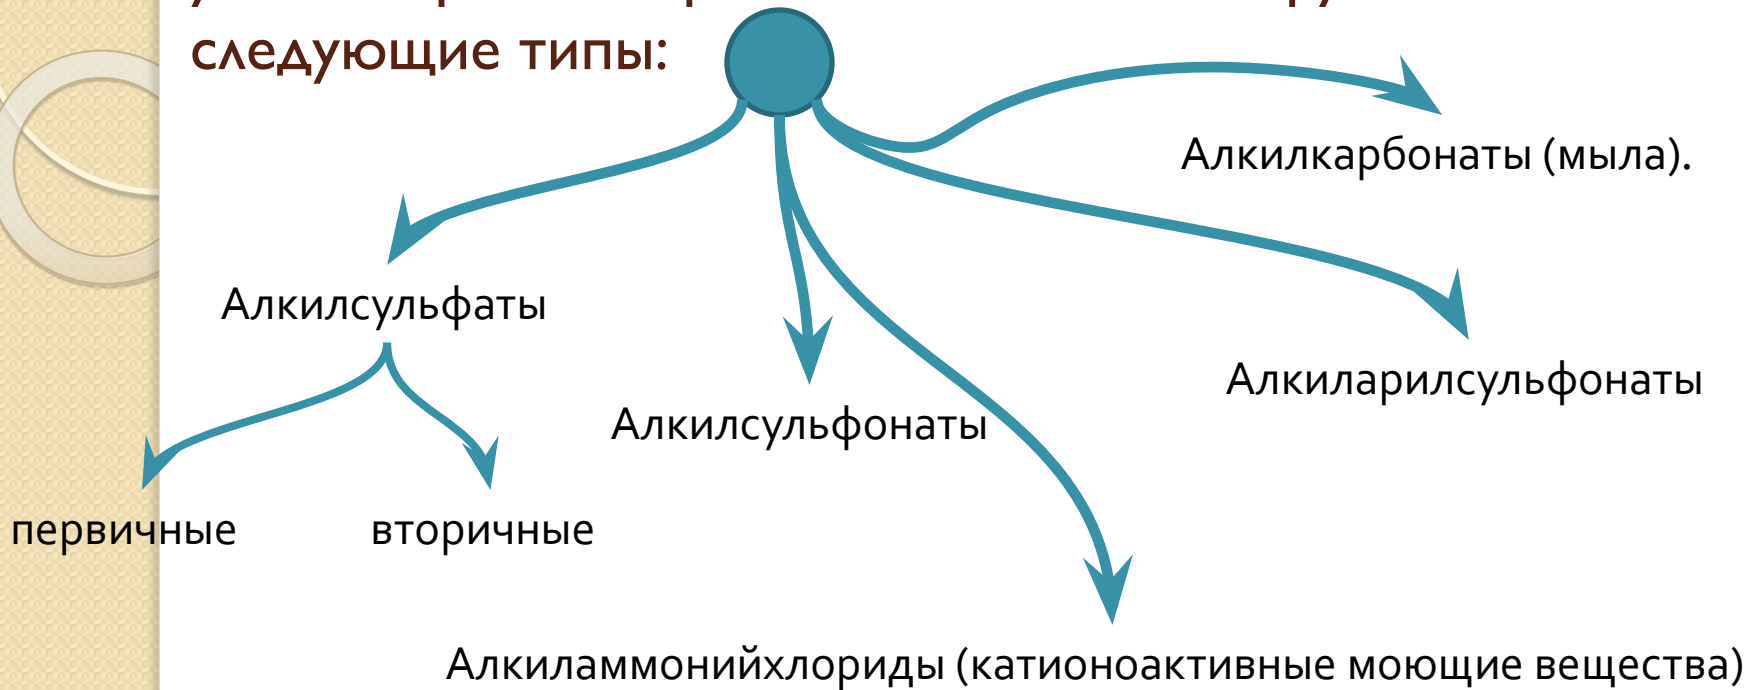 следующие типы:
Алкилкарбонаты (мыла).
Алкилсульфаты
Алкиларилсульфонаты
Алкилсульфонаты
первичные
вторичные
Алкиламмонийхлориды (катионоактивные моющие вещества)